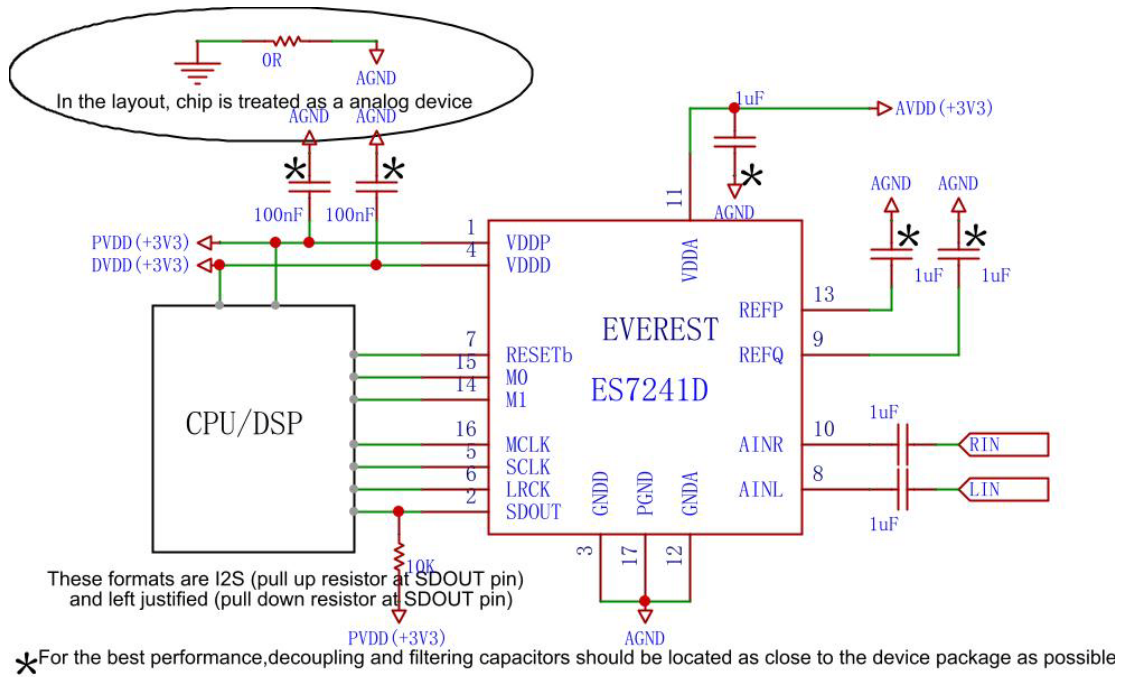 0R
AGND
In the layout, chip is treated as a analog device
AGND
AGND
1uF
AVDD(+3V3)
100nF
100nF
AGND
AGND
AGND
11
PVDD(+3V3)
1
VDDP
DVDD(+3V3)
4
VDDD
VDDA
1uF
1uF
13
REFP
EVEREST
9
REFQ
7
RESETb
15
M0
14
M1
ES7241D
CPU/DSP
1uF
16
MCLK
10
AINR
RIN
5
SCLK
6
LRCK
8
AINL
LIN
2
SDOUT
GNDD
PGND
GNDA
1uF
3
17
12
10K
These formats are I2S (pull up resistor at SDOUT pin)
and left justified (pull down resistor at SDOUT pin)
PVDD(+3V3)
AGND
*For the best performance,decoupling and filtering capacitors should be located as close to the device package as possible